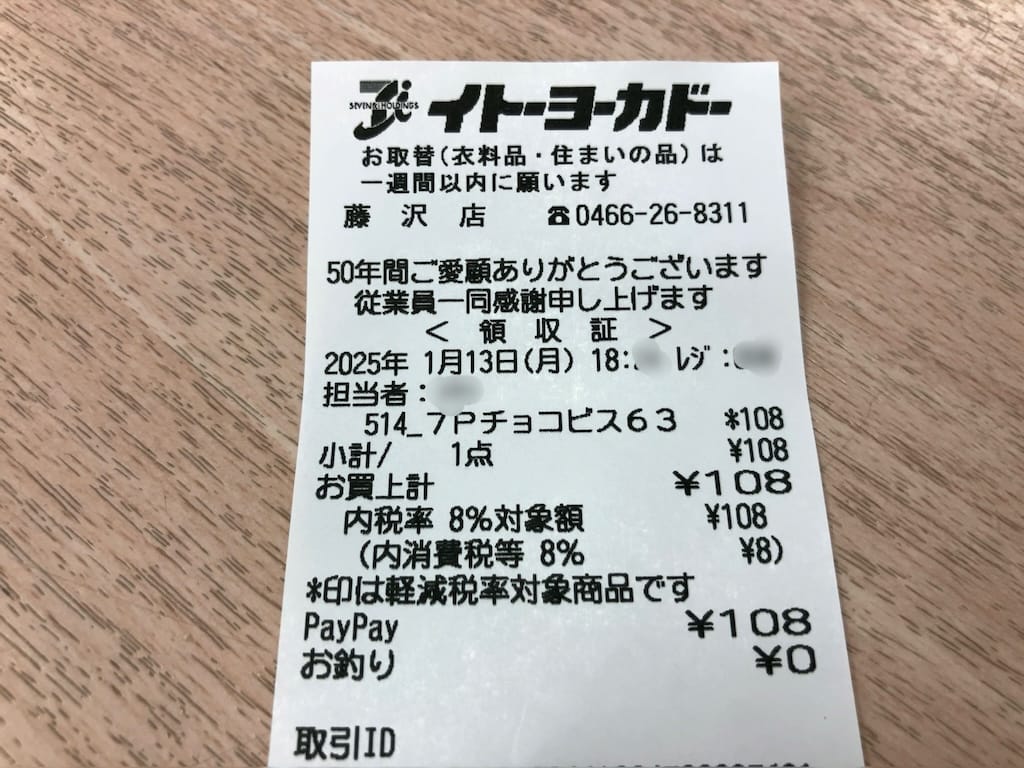 SEVEN&i HOLDINGS
イトーヨーカドー
お取替(衣料品・住まいの品)は
一週間以内に願います
藤沢店 ☎0466-26-8311
50年間ご愛顧ありがとうございます
従業員一同感謝申し上げます
< 領収証 >
2025年 1月13日(月) 18: レジ:
担当者:
514_7Pチョコビス63 *108
小計/ 1点 ¥108
お買上計 ¥108
内税率 8%対象額 ¥108
(内消費税等 8% ¥8)
*印は軽減税率対象商品です
PayPay ¥108
お釣り ¥0
取引ID